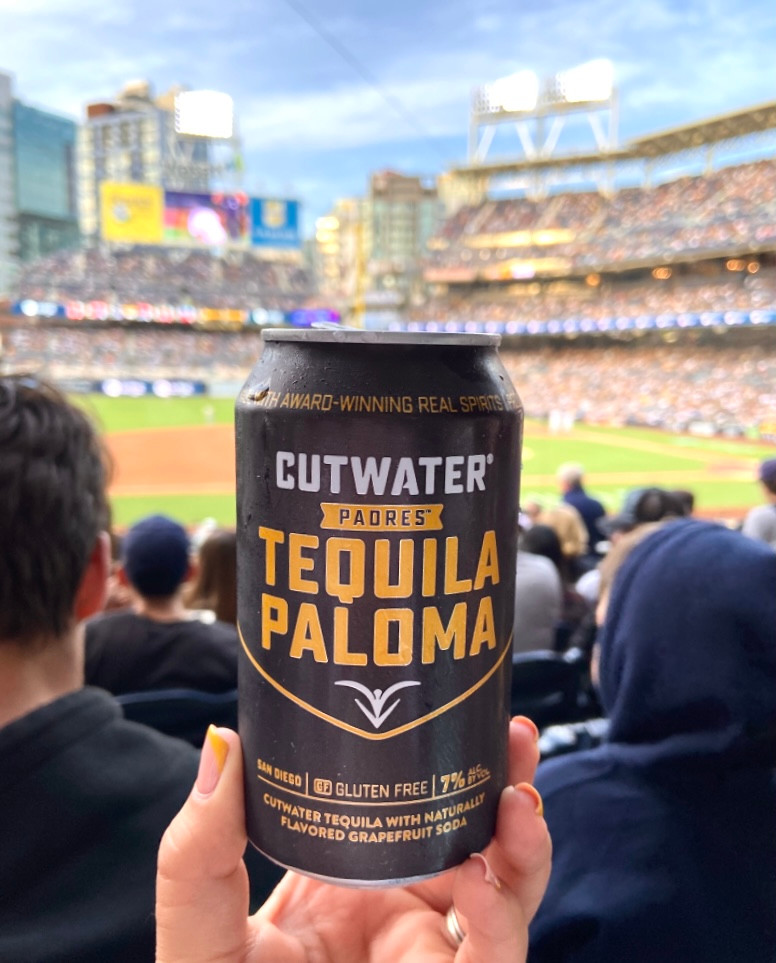 WITH AWARD-WINNING REAL SPIRITS
CUTWATER®
PADRES™
TEQUILA
PALOMA
SAN DIEGO | GF GLUTEN FREE | 7% ALC. BY VOL.
CUTWATER TEQUILA WITH NATURALLY
FLAVORED GRAPEFRUIT SODA